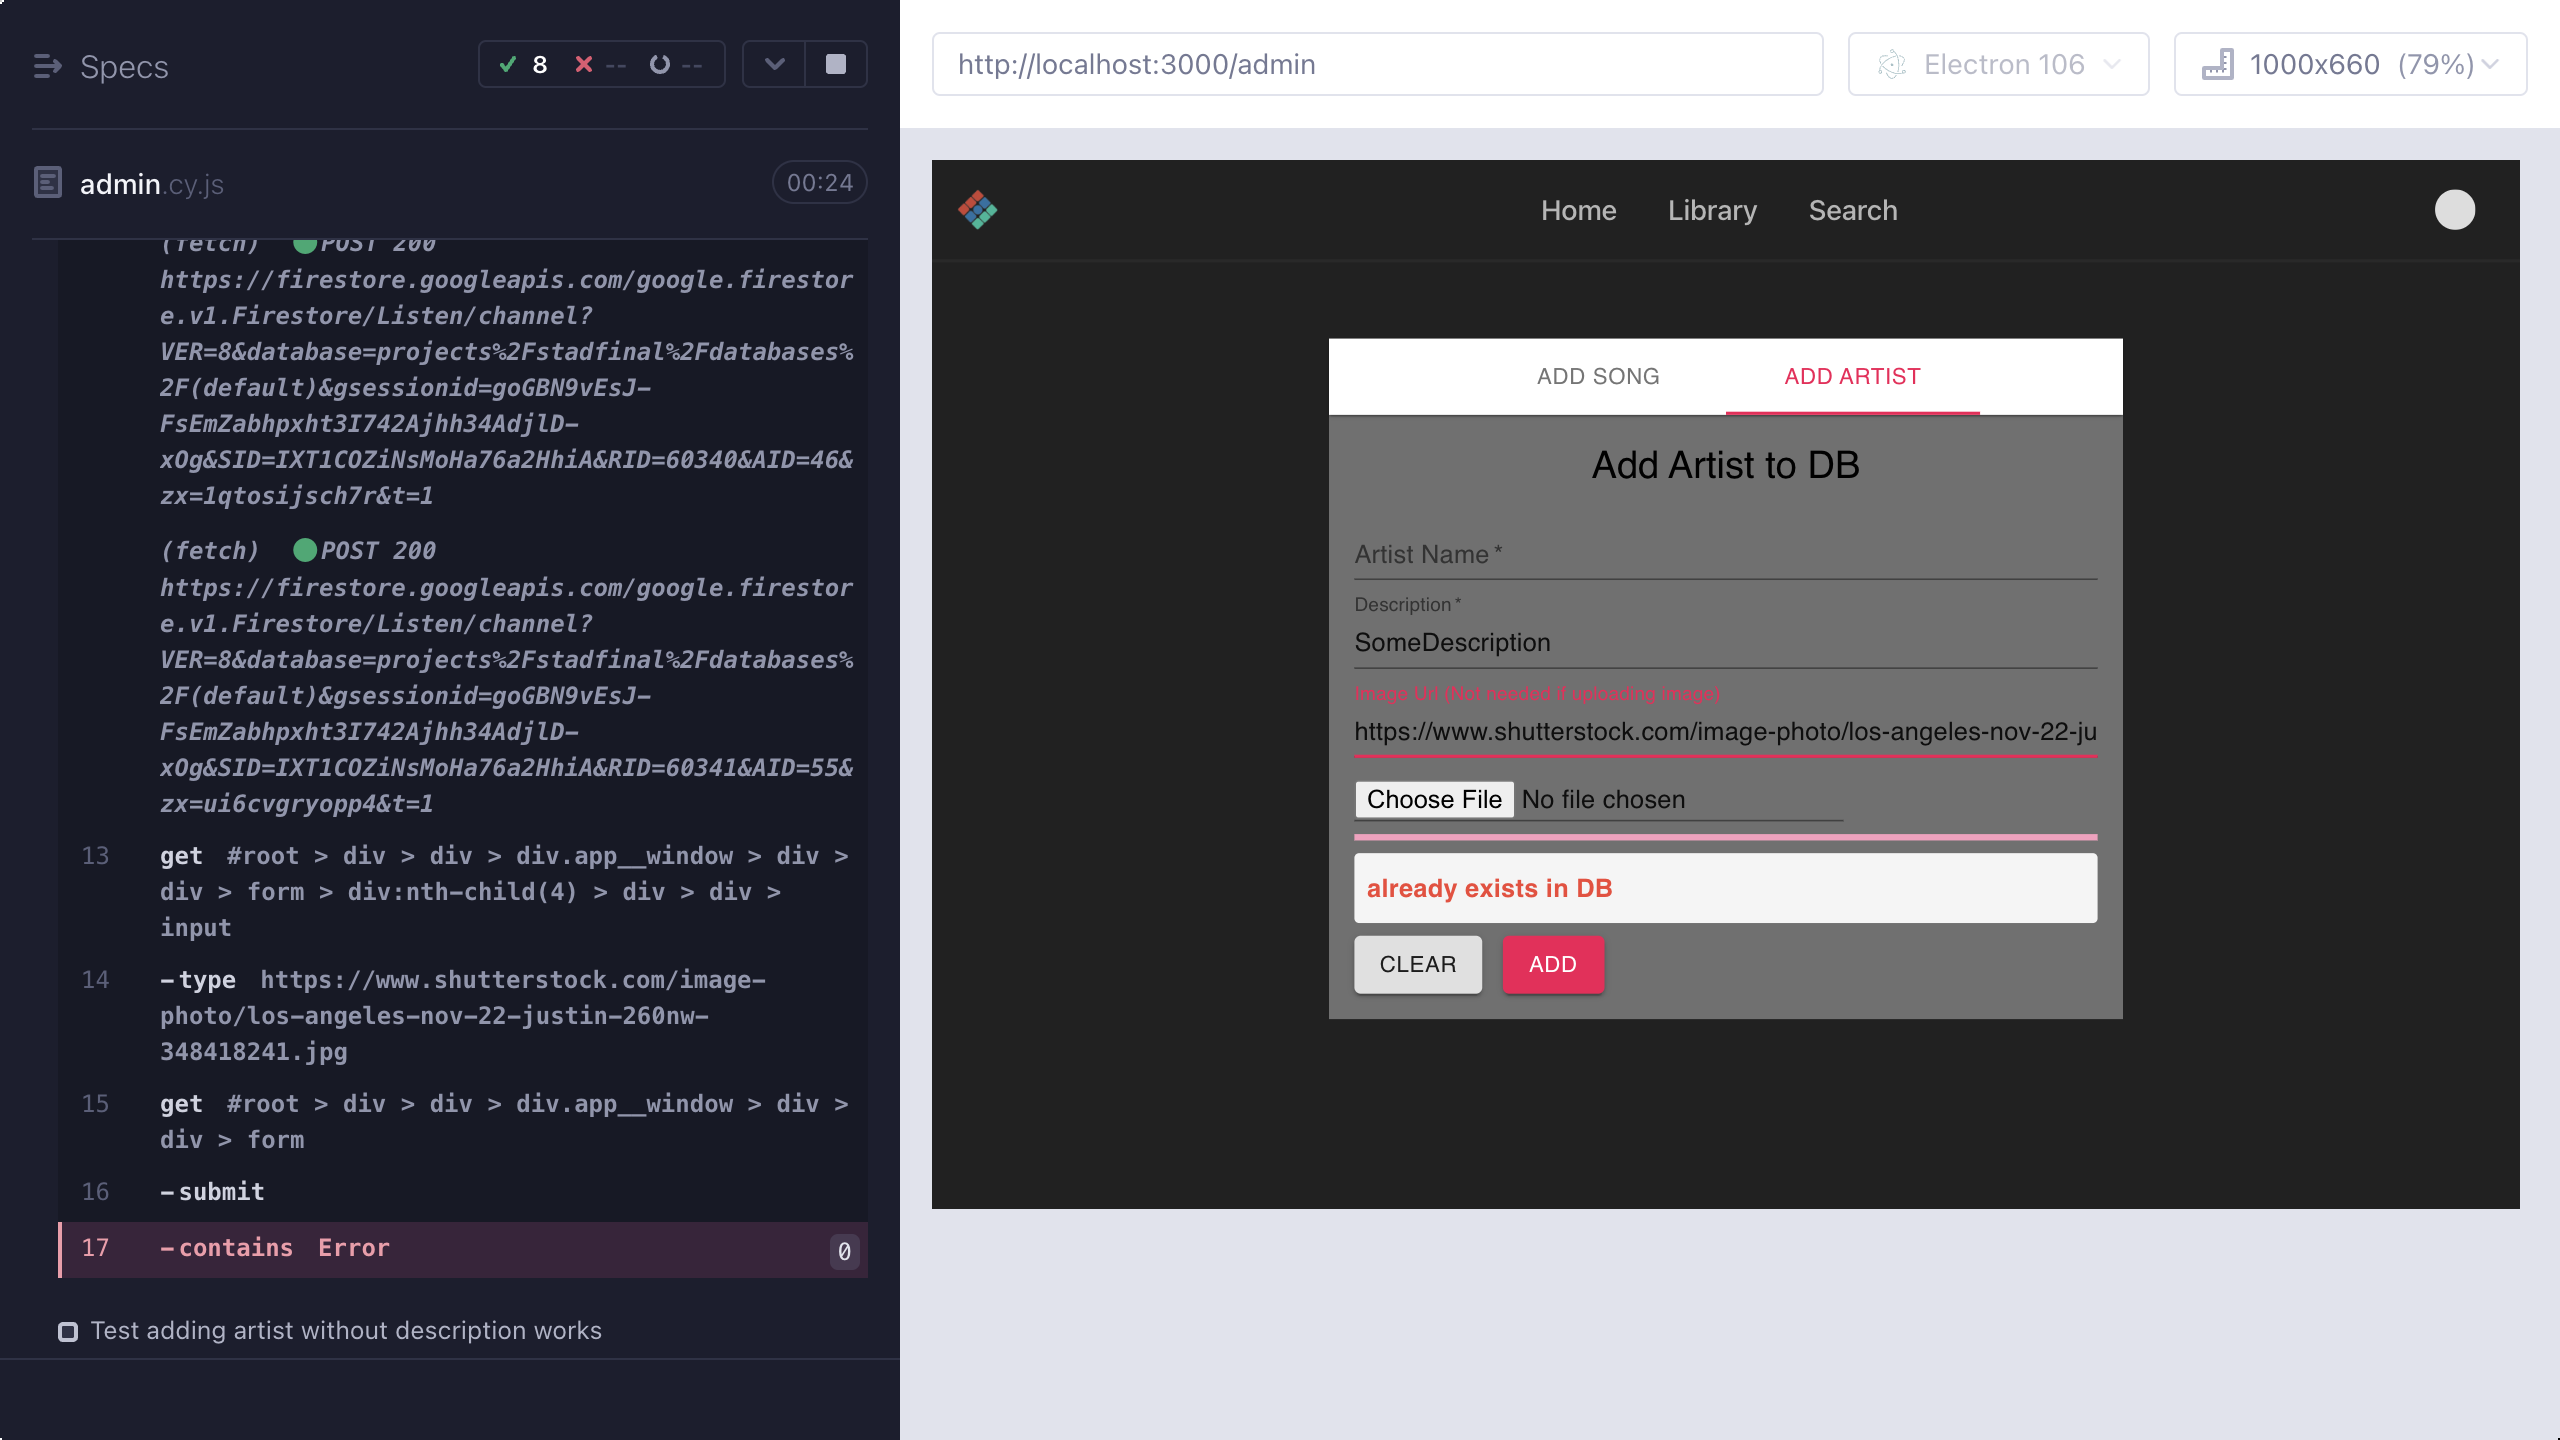 Specs
8 -- --
admin.cy.js 00:24
(fetch) POST 200
https://firestore.googleapis.com/google.firestor
e.v1.Firestore/Listen/channel?
VER=8&database=projects%2Fstadfinal%2Fdatabases%
2F(default)&gsessionid=goGBN9vEsJ-
FsEmZabhpxht3I742Ajhh34AdjlD-
xOg&SID=IXT1COZiNsMoHa76a2HhiA&RID=60340&AID=46&
zx=1qtosijsch7r&t=1
(fetch) POST 200
https://firestore.googleapis.com/google.firestor
e.v1.Firestore/Listen/channel?
VER=8&database=projects%2Fstadfinal%2Fdatabases%
2F(default)&gsessionid=goGBN9vEsJ-
FsEmZabhpxht3I742Ajhh34AdjlD-
xOg&SID=IXT1COZiNsMoHa76a2HhiA&RID=60341&AID=55&
zx=ui6cvgryopp4&t=1
13 get #root > div > div > div.app__window > div >
div > form > div:nth-child(4) > div > div >
input
14 -type https://www.shutterstock.com/image-
photo/los-angeles-nov-22-justin-260nw-
348418241.jpg
15 get #root > div > div > div.app__window > div >
div > form
16 -submit
17 -contains Error 0
Test adding artist without description works
http://localhost:3000/admin
Electron 106
1000x660 (79%)
Home Library Search
ADD SONG ADD ARTIST
Add Artist to DB
Artist Name *
Description *
SomeDescription
Image Url (Not needed if uploading image)
https://www.shutterstock.com/image-photo/los-angeles-nov-22-ju
Choose File No file chosen
already exists in DB
CLEAR ADD